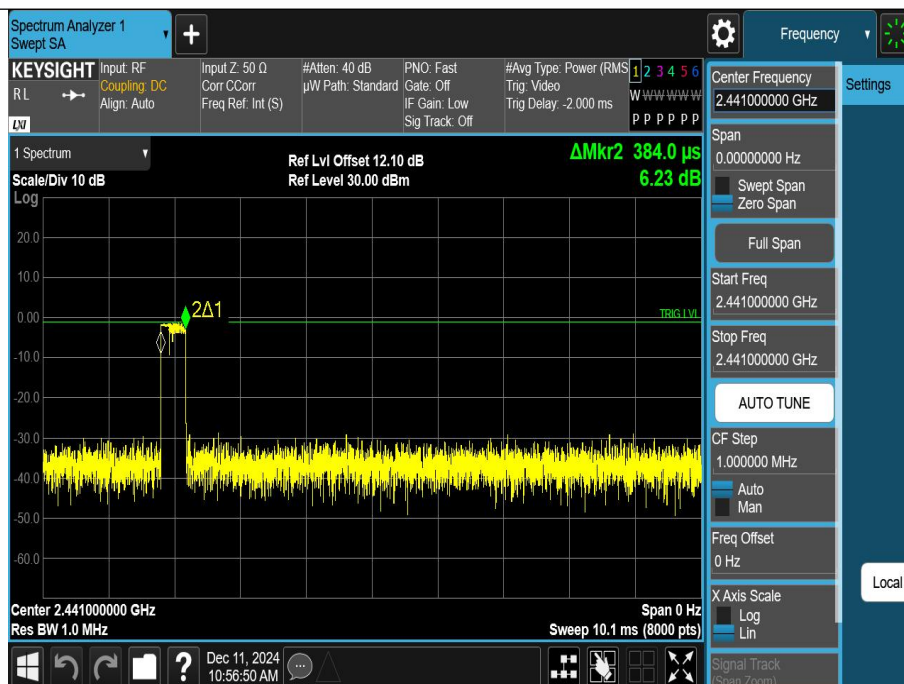 Spectrum Analyzer 1
Swept SA
+
Frequency
KEYSIGHT
RL
LXI
Input: RF
Coupling: DC
Align: Auto
Input Z: 50 Ω
Corr CCorr
Freq Ref: Int (S)
#Atten: 40 dB
µW Path: Standard
PNO: Fast
Gate: Off
IF Gain: Low
Sig Track: Off
#Avg Type: Power (RMS
Trig: Video
Trig Delay: -2.000 ms
1 2 3 4 5 6
W W W W W W
P P P P P P
1 Spectrum
Scale/Div 10 dB
Log
Ref Lvl Offset 12.10 dB
Ref Level 30.00 dBm
ΔMkr2 384.0 µs
6.23 dB
20.0
10.0
0.00
-10.0
-20.0
-30.0
-40.0
-50.0
-60.0
2Δ1
TRIG LVL
Center 2.441000000 GHz
Res BW 1.0 MHz
Span 0 Hz
Sweep 10.1 ms (8000 pts)
Center Frequency
2.441000000 GHz
Span
0.00000000 Hz
Swept Span
Zero Span
Full Span
Start Freq
2.441000000 GHz
Stop Freq
2.441000000 GHz
AUTO TUNE
CF Step
1.000000 MHz
Auto
Man
Freq Offset
0 Hz
X Axis Scale
Log
Lin
Signal Track
(Span Zoom)
Settings
Local
?
Dec 11, 2024
10:56:50 AM